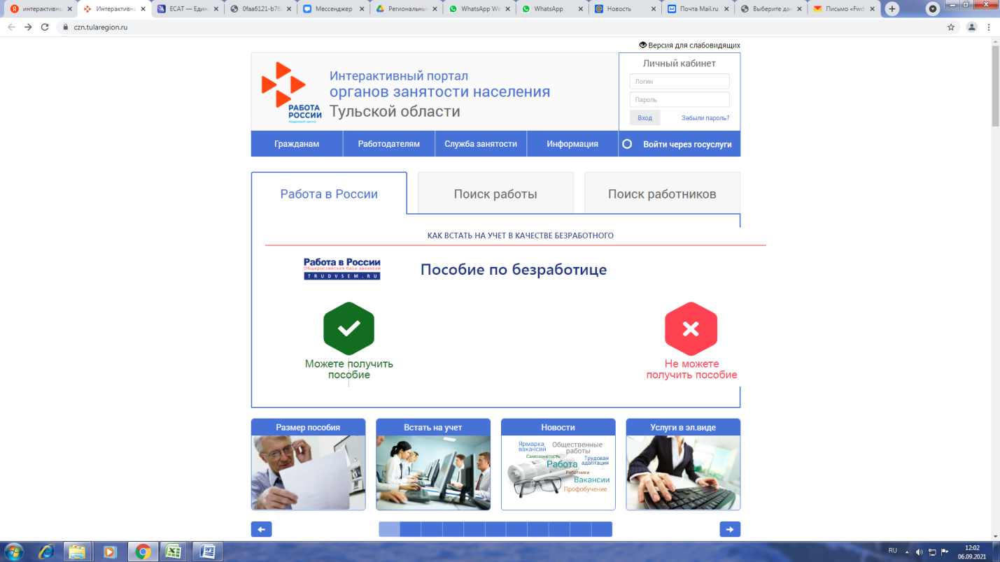 интерактивны
Интерактивн
ЕСАТ — Един
0faa6121-b76
Мессенджер
Региональны
WhatsApp We
WhatsApp
Новость
Почта Mail.ru
Выберите дан
Письмо «Fwd
czn.tularegion.ru
Версия для слабовидящих
РАБОТА
РОССИИ
Кадровый центр
Интерактивный портал
органов занятости населения
Тульской области
Личный кабинет
Логин
Пароль
Вход
Забыли пароль?
Гражданам
Работодателям
Служба занятости
Информация
Войти через госуслуги
Работа в России
Поиск работы
Поиск работников
КАК ВСТАТЬ НА УЧЕТ В КАЧЕСТВЕ БЕЗРАБОТНОГО
Работа в России
Общероссийская база вакансий
TRUDVSEM.RU
Пособие по безработице
Можете получить
пособие
Не можете
получить пособие
Размер пособия
Встать на учет
Новости
Услуги в эл.виде
Ярмарка
вакансий
Общественные
работы
Самозанятость
Трудовая
адаптация
Работа
Работники
Вакансии
Профобучение
RU
12:02
06.09.2021